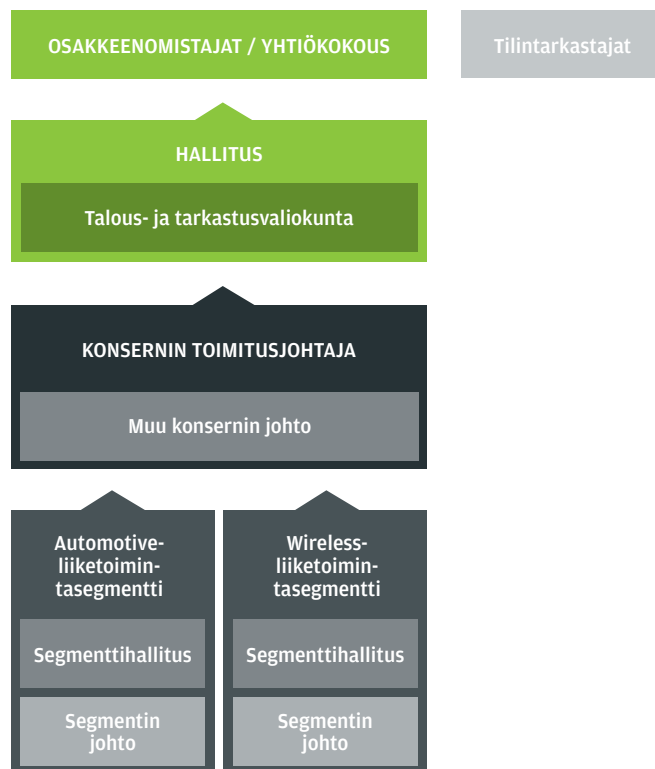 OSAKKEENOMISTAJAT / YHTIÖKOKOUS
Tilintarkastajat
HALLITUS
Talous- ja tarkastusvaliokunta
KONSERNIN TOIMITUSJOHTAJA
Muu konsernin johto
Automotive-
liiketoimin-
tasegmentti
Segmenttihallitus
Segmentin
johto
Wireless-
liiketoimin-
tasegmentti
Segmenttihallitus
Segmentin
johto